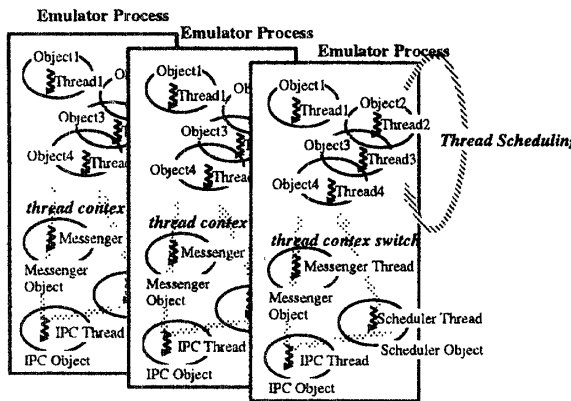 Emulator Process
Object1
Thread1
Object3
Object4
Thread
thread contex
Messenger
Messenger
Object
IPC Thread
IPC Object
Emulator Process
Object1
Thread1
Object3
Object4
Thread
thread contex
Messenger
Messenger
Object
IPC Thread
IPC Object
Emulator Process
Object1
Thread1
Object2
Thread2
Object3
Thread3
Object4
Thread4
Thread Scheduling
thread contex switch
Messenger Thread
Messenger
Object
Scheduler Thread
Scheduler Object
IPC Thread
IPC Object